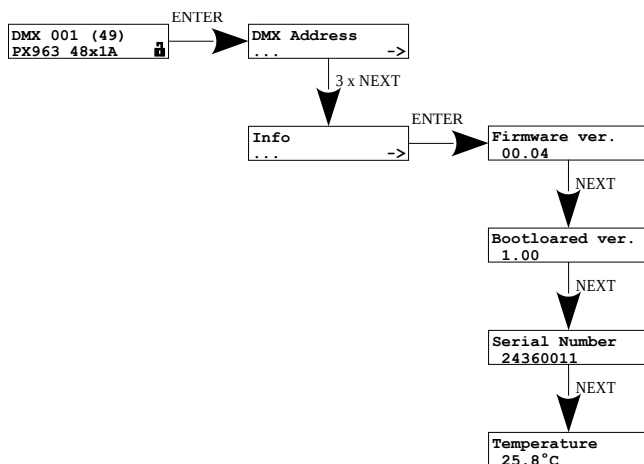 ENTER
DMX 001 (49)
PX963 48x1A
DMX Address
... ->
3 x NEXT
Info
... ->
ENTER
Firmware ver.
00.04
NEXT
Bootloared ver.
1.00
NEXT
Serial Number
24360011
NEXT
Temperature
25.8°C